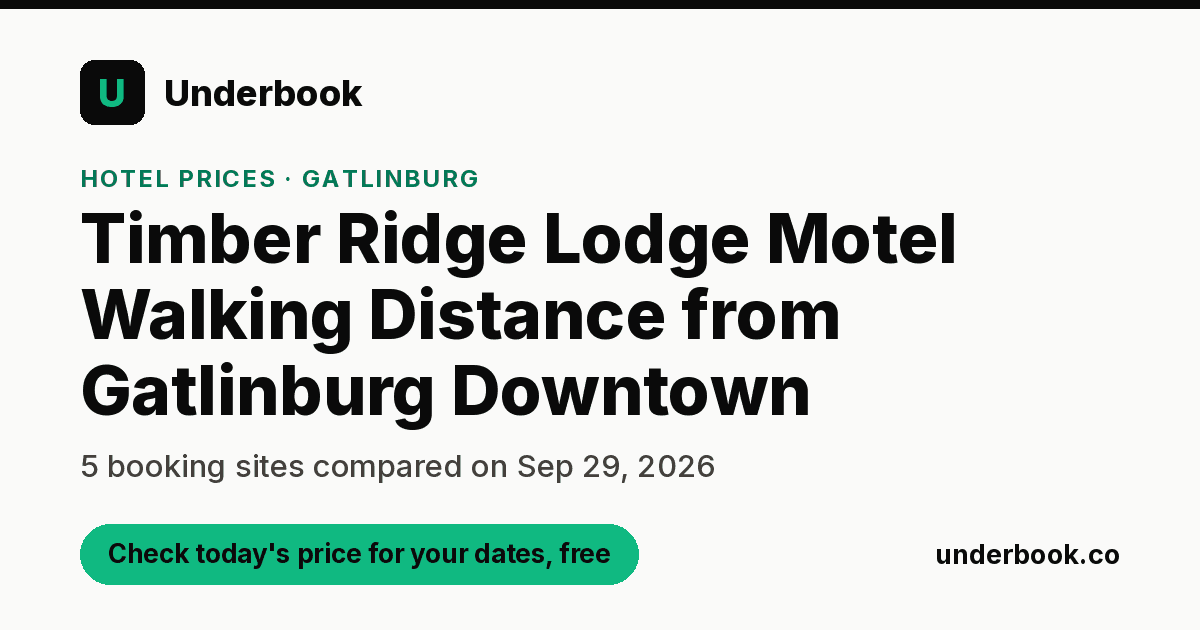 U Underbook
HOTEL PRICES · GATLINBURG
Timber Ridge Lodge Motel
Walking Distance from
Gatlinburg Downtown
5 booking sites compared on Sep 29, 2026
Check today's price for your dates, free
underbook.co